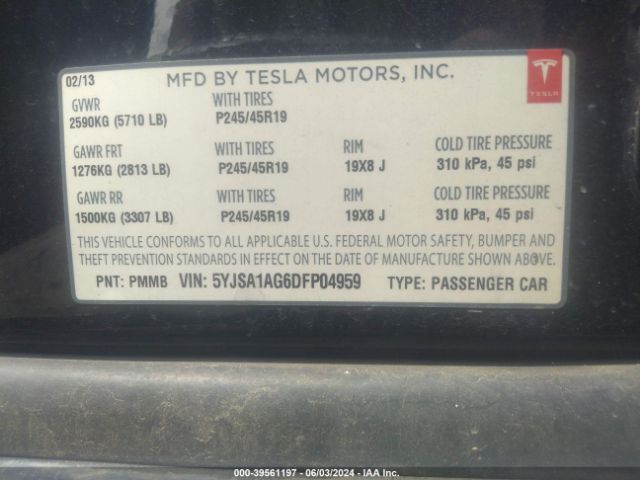 02/13
MFD BY TESLA MOTORS, INC.
TESLA
GVWR WITH TIRES
2590KG (5710 LB) P245/45R19
GAWR FRT WITH TIRES RIM COLD TIRE PRESSURE
1276KG (2813 LB) P245/45R19 19X8 J 310 kPa, 45 psi
GAWR RR WITH TIRES RIM COLD TIRE PRESSURE
1500KG (3307 LB) P245/45R19 19X8 J 310 kPa, 45 psi
THIS VEHICLE CONFORMS TO ALL APPLICABLE U.S. FEDERAL MOTOR SAFETY, BUMPER AND
THEFT PREVENTION STANDARDS IN EFFECT ON THE DATE OF MANUFACTURE SHOWN ABOVE.
PNT: PMMB VIN: 5YJSA1AG6DFP04959 TYPE: PASSENGER CAR
000-39561197 - 06/03/2024 - IAA Inc.